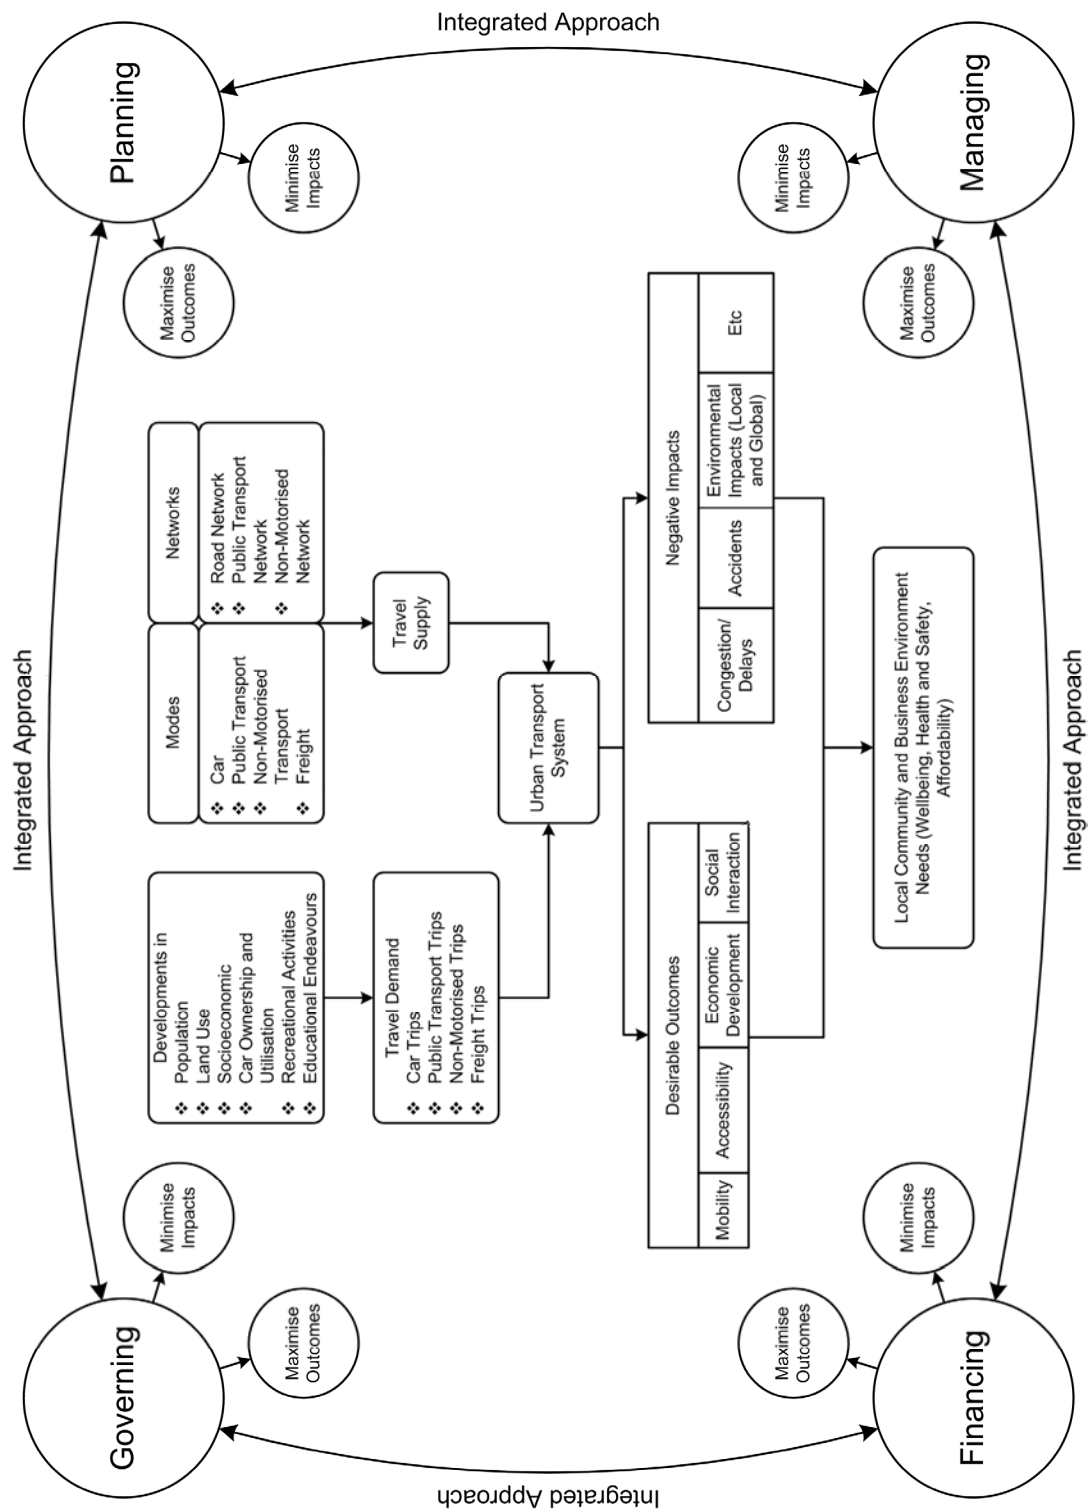 Integrated Approach
Governing
Minimise
Impacts
Maximise
Outcomes
Planning
Maximise
Outcomes
Minimise
Impacts
Developments in
❖ Population
❖ Land Use
❖ Socioeconomic
❖ Car Ownership and
Utilisation
❖ Recreational Activities
❖ Educational Endeavours
Modes
❖ Car
❖ Public Transport
❖ Non-Motorised
Transport
❖ Freight
Networks
❖ Road Network
❖ Public Transport
Network
❖ Non-Motorised
Network
Travel Demand
❖ Car Trips
❖ Public Transport Trips
❖ Non-Motorised Trips
❖ Freight Trips
Travel
Supply
Urban Transport
System
Integrated Approach
Integrated Approach
Desirable Outcomes
Mobility
Accessibility
Economic
Development
Social
Interaction
Negative Impacts
Congestion/
Delays
Accidents
Environmental
Impacts (Local
and Global)
Etc
Local Community and Business Environment
Needs (Wellbeing, Health and Safety,
Affordability)
Maximise
Outcomes
Minimise
Impacts
Financing
Minimise
Impacts
Maximise
Outcomes
Managing
Integrated Approach